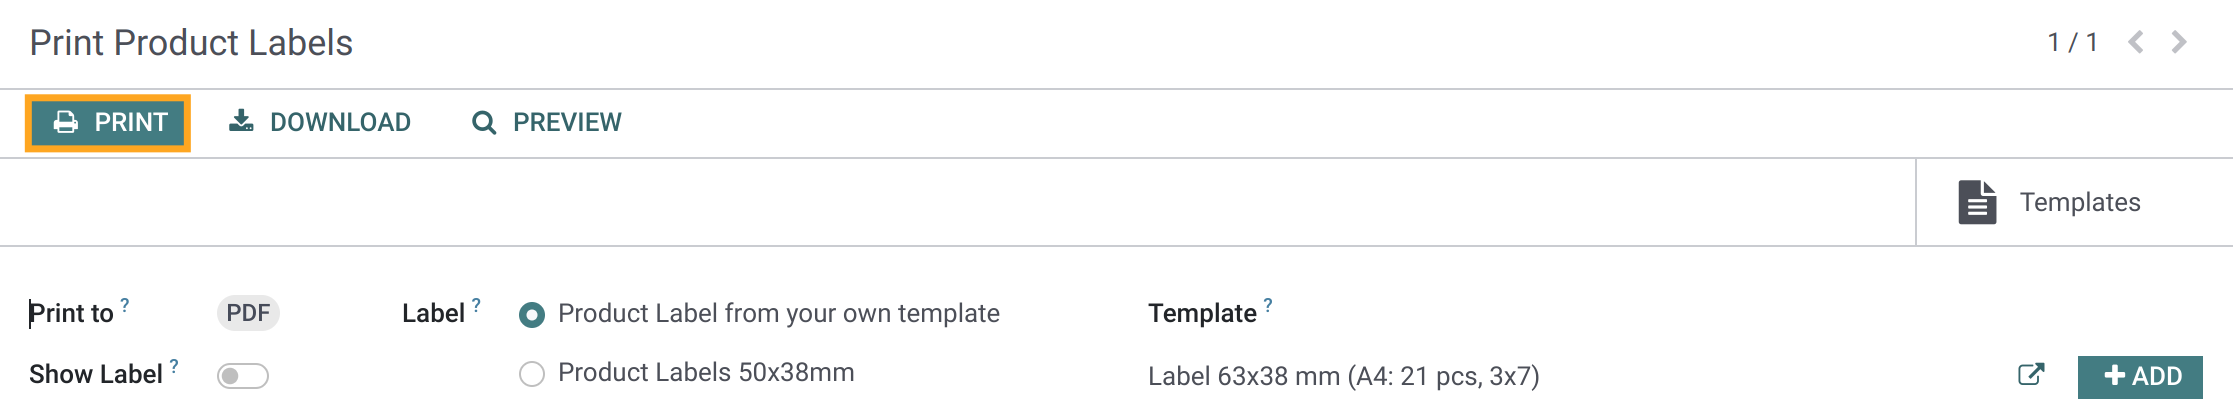 Print Product Labels
1 / 1
PRINT DOWNLOAD PREVIEW
Templates
Print to ? PDF Label ? Product Label from your own template Template ?
Show Label ? Product Labels 50x38mm Label 63x38 mm (A4: 21 pcs, 3x7) + ADD